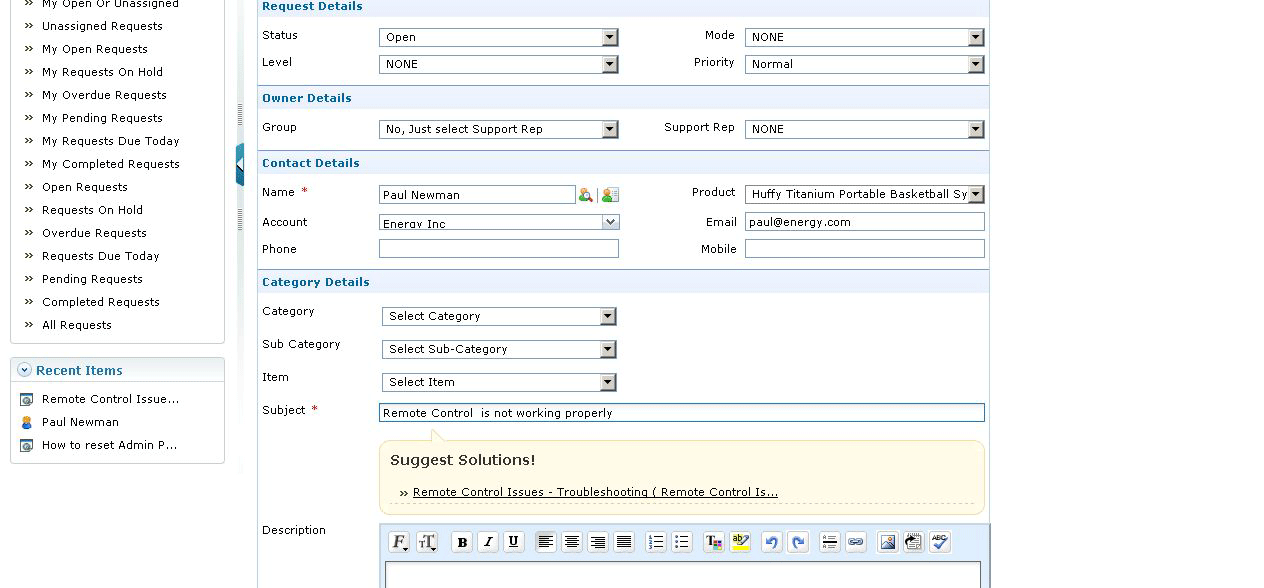 My Open Or Unassigned
Unassigned Requests
My Open Requests
My Requests On Hold
My Overdue Requests
My Pending Requests
My Requests Due Today
My Completed Requests
Open Requests
Requests On Hold
Overdue Requests
Requests Due Today
Pending Requests
Completed Requests
All Requests
Recent Items
Remote Control Issue...
Paul Newman
How to reset Admin P...
Request Details
Status Open Mode NONE
Level NONE Priority Normal
Owner Details
Group No, Just select Support Rep Support Rep NONE
Contact Details
Name * Paul Newman Product Huffy Titanium Portable Basketball Sy
Account Energy Inc Email paul@energy.com
Phone Mobile
Category Details
Category Select Category
Sub Category Select Sub-Category
Item Select Item
Subject * Remote Control is not working properly
Suggest Solutions!
» Remote Control Issues - Troubleshooting ( Remote Control Is...
Description
F TT B I U T ab ABC